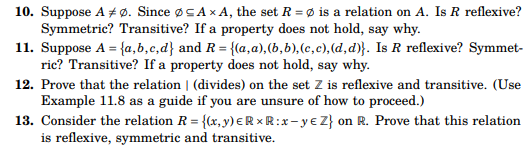 10. Suppose A ≠ ∅. Since ∅ ⊆ A × A, the set R = ∅ is a relation on A. Is R reflexive?
Symmetric? Transitive? If a property does not hold, say why.
11. Suppose A = {a,b,c,d} and R = {(a,a),(b,b),(c,c),(d,d)}. Is R reflexive? Symmet-
ric? Transitive? If a property does not hold, say why.
12. Prove that the relation | (divides) on the set ℤ is reflexive and transitive. (Use
Example 11.8 as a guide if you are unsure of how to proceed.)
13. Consider the relation R = {(x,y) ∈ ℝ × ℝ : x − y ∈ ℤ} on ℝ. Prove that this relation
is reflexive, symmetric and transitive.